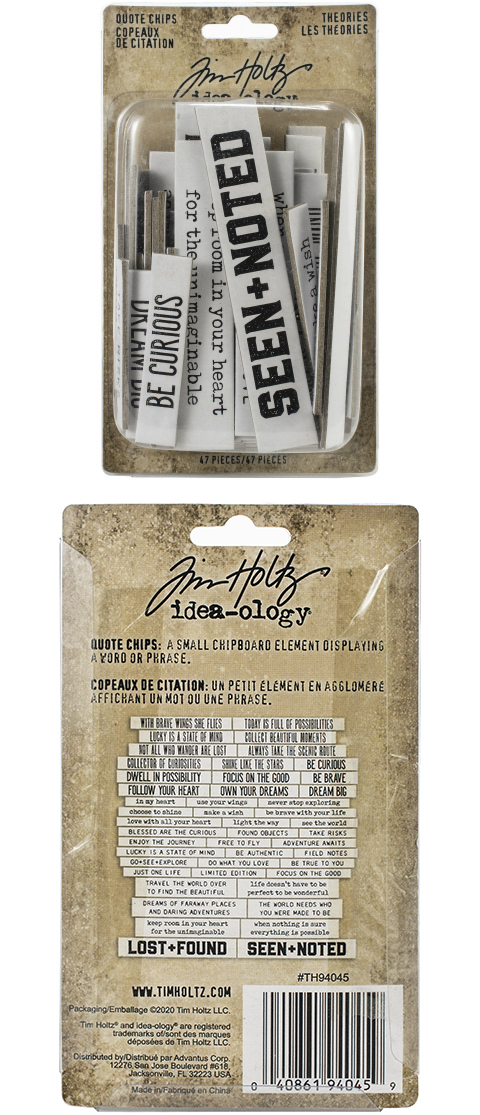 QUOTE CHIPS
COPEAUX
DE CITATION
THEORIES
LES THÉORIES
Tim Holtz
idea-ology
SEEN+NOTED
BE CURIOUS
DREAM BIG
for the unimaginable
room in your heart
when
wish
47 PIECES/47 PIÈCES
Tim Holtz
idea-ology
QUOTE CHIPS: A SMALL CHIPBOARD ELEMENT DISPLAYING
A WORD OR PHRASE.
COPEAUX DE CITATION: UN PETIT ÉLÉMENT EN AGGLOMÉRÉ
AFFICHANT UN MOT OU UNE PHRASE.
WITH BRAVE WINGS SHE FLIES TODAY IS FULL OF POSSIBILITIES
LUCKY IS A STATE OF MIND COLLECT BEAUTIFUL MOMENTS
NOT ALL WHO WANDER ARE LOST ALWAYS TAKE THE SCENIC ROUTE
COLLECTOR OF CURIOSITIES SHINE LIKE THE STARS BE CURIOUS
DWELL IN POSSIBILITY FOCUS ON THE GOOD BE BRAVE
FOLLOW YOUR HEART OWN YOUR DREAMS DREAM BIG
in my heart use your wings never stop exploring
choose to shine make a wish be brave with your life
love with all your heart light the way see the world
BLESSED ARE THE CURIOUS FOUND OBJECTS TAKE RISKS
ENJOY THE JOURNEY FREE TO FLY ADVENTURE AWAITS
LUCKY IS A STATE OF MIND BE AUTHENTIC FIELD NOTES
GO+SEE+EXPLORE DO WHAT YOU LOVE BE TRUE TO YOU
JUST ONE LIFE LIMITED EDITION FOCUS ON THE GOOD
TRAVEL THE WORLD OVER
TO FIND THE BEAUTIFUL
life doesn't have to be
perfect to be wonderful
DREAMS OF FARAWAY PLACES
AND DARING ADVENTURES
THE WORLD NEEDS WHO
YOU WERE MADE TO BE
keep room in your heart
for the unimaginable
when nothing is sure
everything is possible
LOST+FOUND SEEN+NOTED
#TH94045
WWW.TIMHOLTZ.COM
Packaging/Emballage ©2020 Tim Holtz LLC.
Tim Holtz® and idea-ology® are registered
trademarks of/sont des marques
déposées de Tim Holtz LLC.
Distributed by/Distribué par Advantus Corp.
12276 San Jose Boulevard #618,
Jacksonville, FL 32223 USA
Made in/Fabriqué en China
0 40861 94045 9